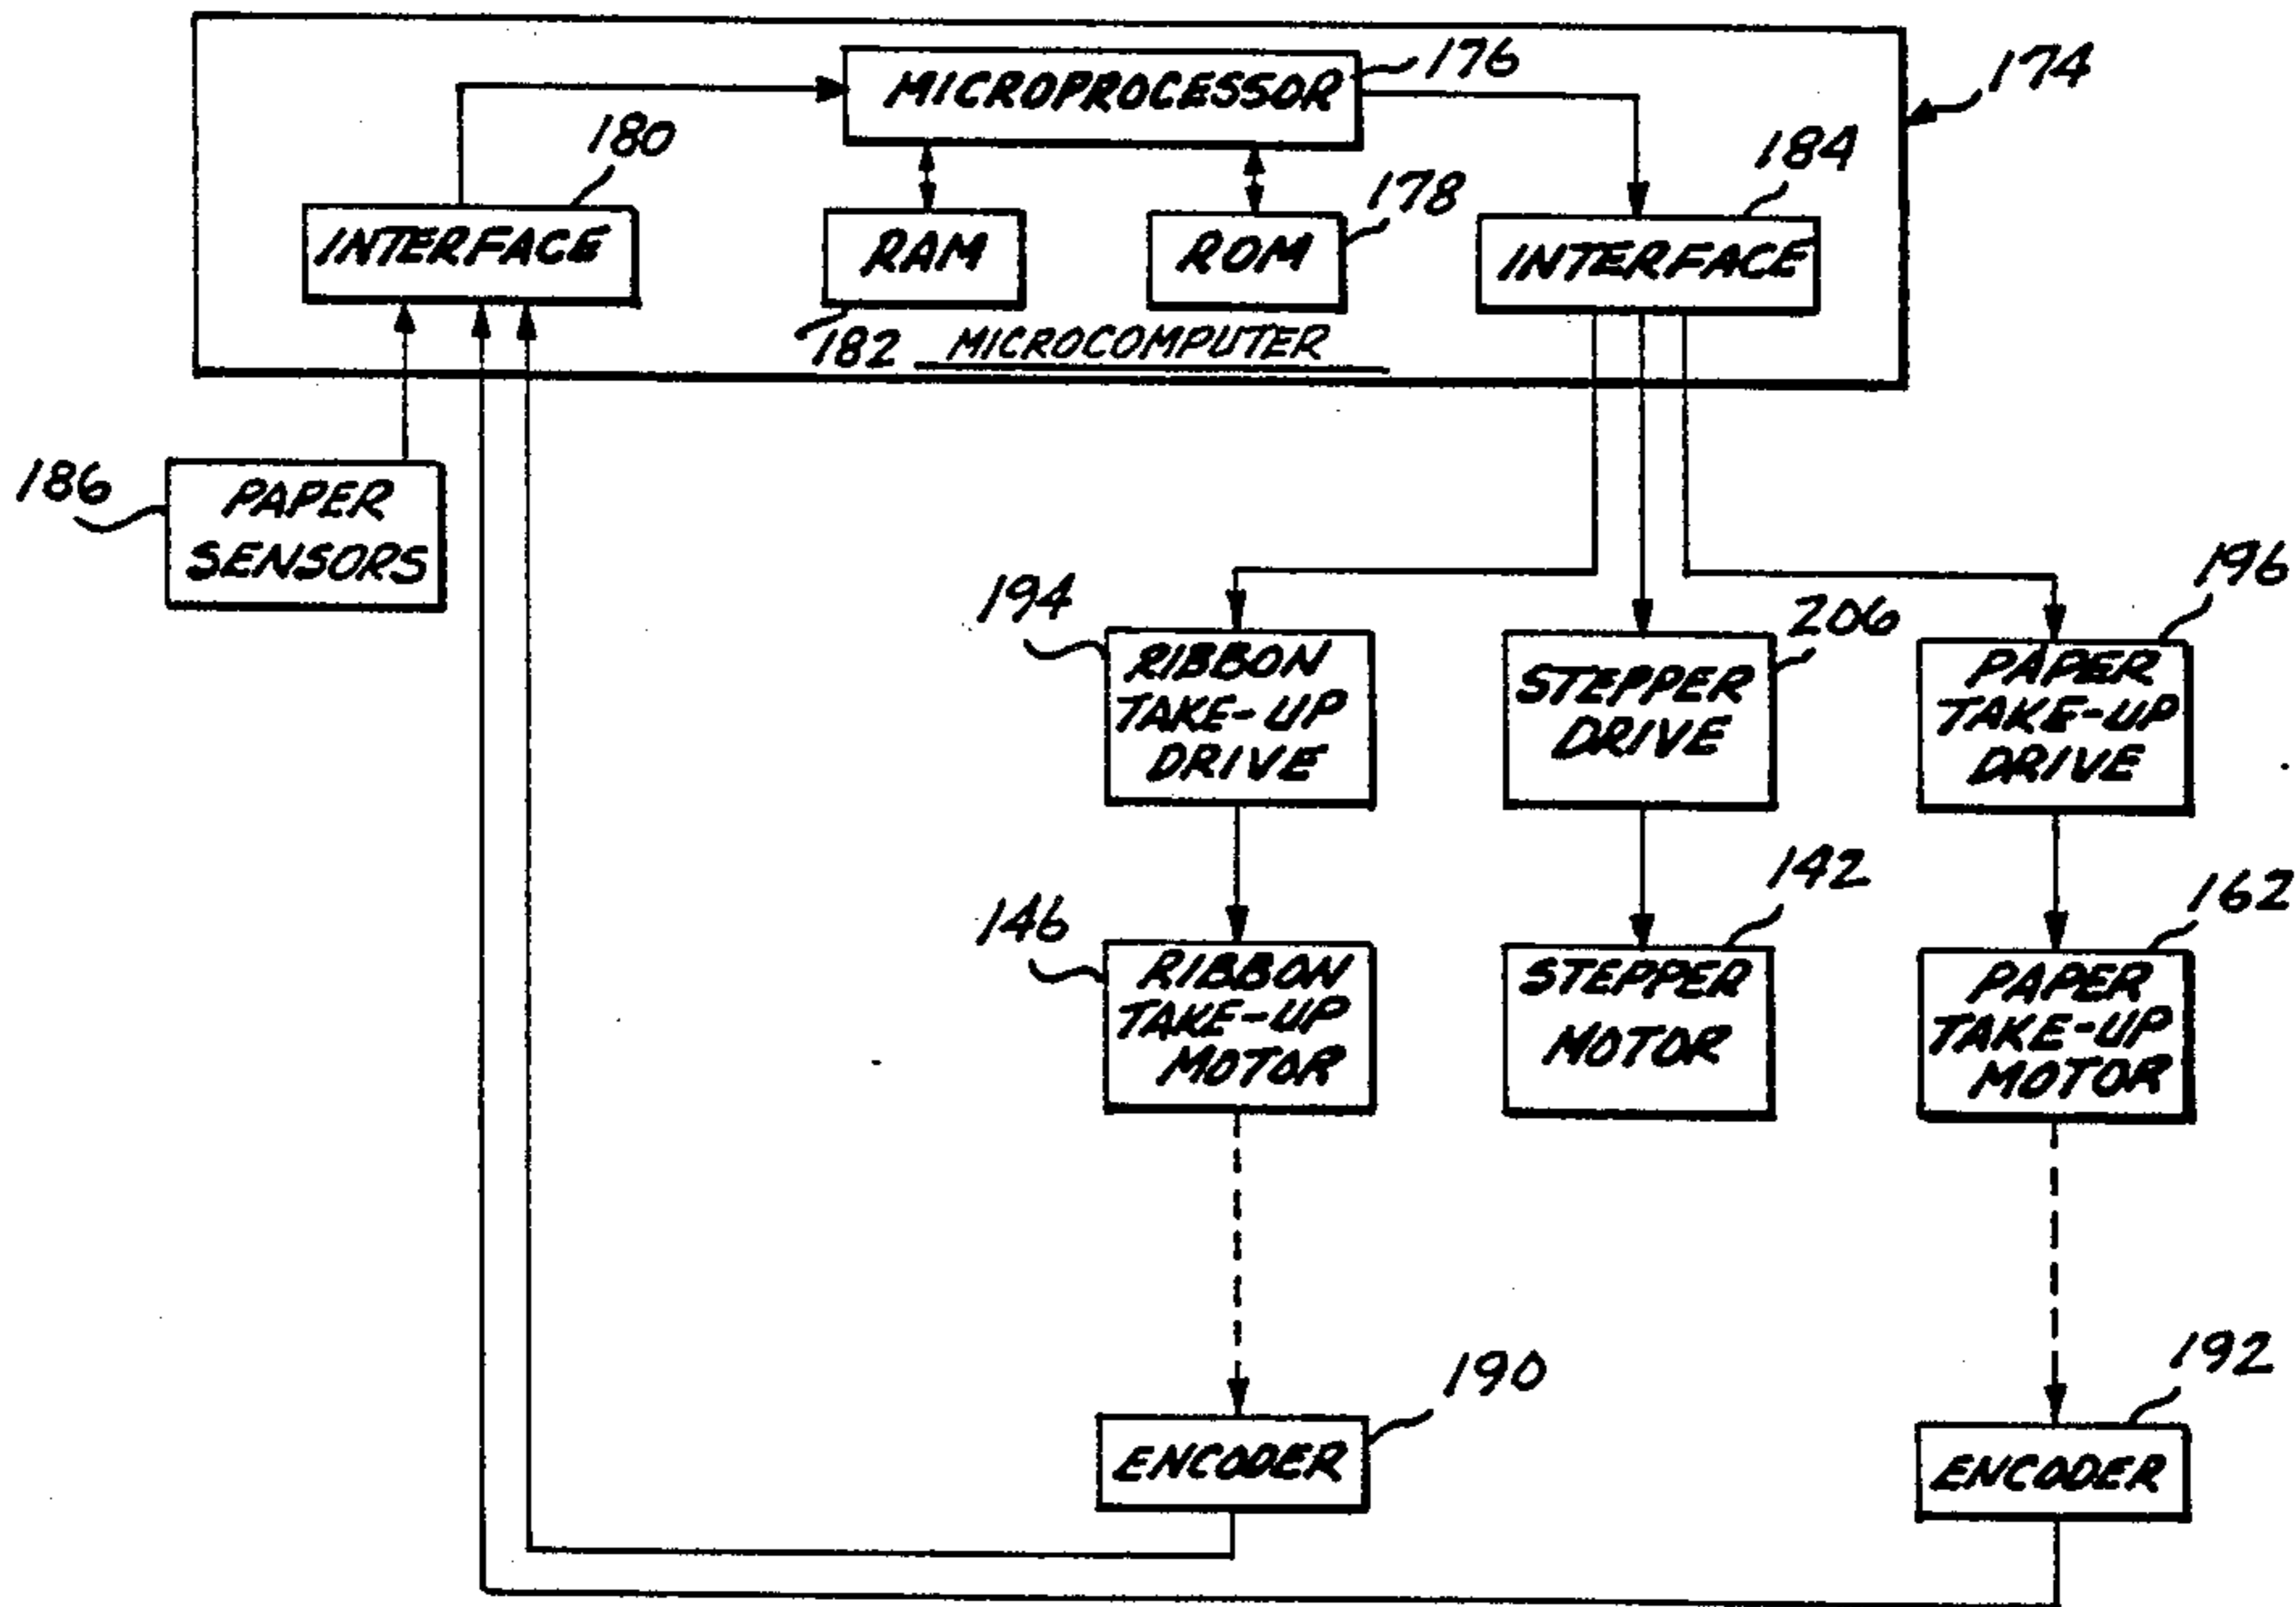 MICROPROCESSOR
176
174
180
184
INTERFACE
RAM
ROM
178
INTERFACE
182
MICROCOMPUTER
186
PAPER
SENSORS
194
RIBBON
TAKE-UP
DRIVE
206
STEPPER
DRIVE
196
PAPER
TAKE-UP
DRIVE
146
RIBBON
TAKE-UP
MOTOR
142
STEPPER
MOTOR
162
PAPER
TAKE-UP
MOTOR
190
ENCODER
192
ENCODER